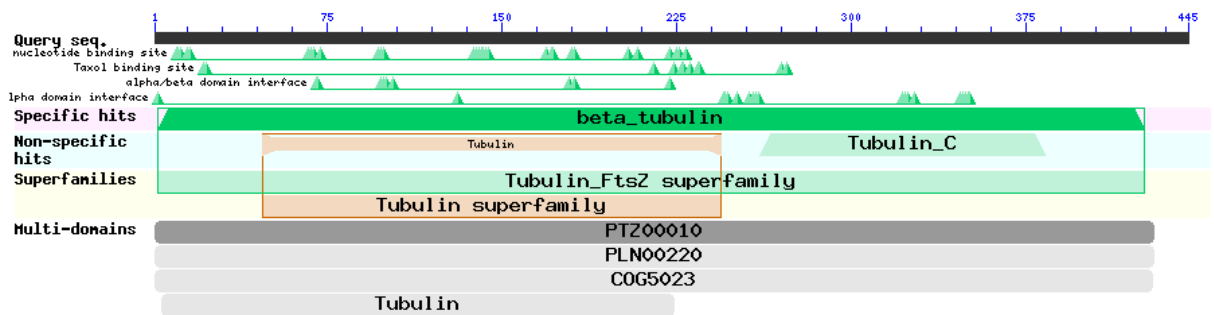 1 75 150 225 300 375 445
Query seq.
nucleotide binding site
Taxol binding site
alpha/beta domain interface
lpha domain interface
Specific hits beta_tubulin
Non-specific hits Tubulin Tubulin_C
Superfamilies Tubulin_FtsZ superfamily
Tubulin superfamily
Multi-domains PTZ00010
PLN00220
COG5023
Tubulin